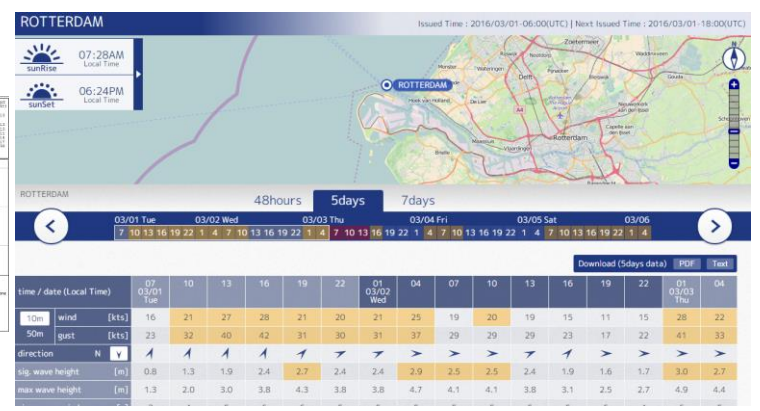 ROTTERDAM
Issued Time : 2016/03/01-06:00(UTC) | Next Issued Time : 2016/03/01-18:00(UTC)
sunRise 07:28AM Local Time
sunSet 06:24PM Local Time
N
Zoetermeer
Delft
ROTTERDAM
Hoek van Holland
De Lier
Gouda
A4
Maassluis
Vlaardingen
Rotterdam
Brielle
ROTTERDAM
48hours 5days 7days
03/01 Tue 03/02 Wed 03/03 Thu 03/04 Fri 03/05 Sat 03/06
7 10 13 16 19 22 1 4 7 10 13 16 19 22 1 4 7 10 13 16 19 22 1 4 7 10 13 16 19 22 1 4 7 10 13 16 19 22 1 4
Download (5days data) PDF Text
time / date (Local Time) 07 03/01 Tue 10 13 16 19 22 01 03/02 Wed 04 07 10 13 16 19 22 01 03/03 Thu 04
10m wind [kts] 16 21 27 28 21 20 21 25 19 20 19 15 11 15 28 22
50m gust [kts] 23 32 40 42 31 30 31 37 29 29 29 23 17 22 41 33
direction N
sig. wave height [m] 0.8 1.3 1.9 2.4 2.7 2.4 2.4 2.9 2.5 2.5 2.4 1.9 1.6 1.7 3.0 2.7
max wave height [m] 1.3 2.0 3.0 3.8 4.3 3.8 3.8 4.7 4.1 4.1 3.8 3.1 2.5 2.7 4.9 4.4